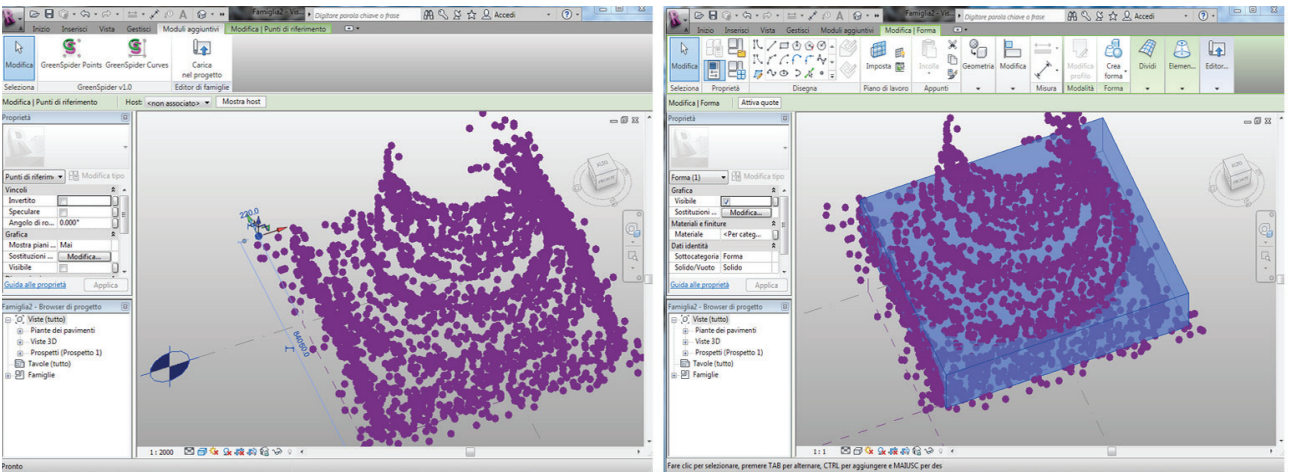 Famiglia2 - Vis...
Digitare parola chiave o frase
Accedi
Inizio Inserisci Vista Gestisci Moduli aggiuntivi Modifica | Punti di riferimento
Modifica
GreenSpider Points GreenSpider Curves
Carica
nel progetto
Seleziona GreenSpider v1.0 Editor di famiglie
Modifica | Punti di riferimento Host: <non associato> Mostra host
Proprietà
Punti di riferim Modifica tipo
Vincoli
Invertito
Speculare
Angolo di ro... 0.000°
Grafica
Mostra piani ... Mai
Sostituzioni ... Modifica...
Visibile
Guida alle proprietà Applica
Famiglia2 - Browser di progetto
Viste (tutto)
Piante dei pavimenti
Viste 3D
Prospetti (Prospetto 1)
Tavole (tutto)
Famiglie
220.0
84050.0
1 : 2000
Pronto
Famiglia2 - Vis...
Digitare parola chiave o frase
Accedi
Inizio Inserisci Vista Gestisci Moduli aggiuntivi Modifica | Forma
Modifica
Imposta
Incolla
Geometria
Modifica
Modifica
profilo
Crea
forma
Dividi
Elemen...
Editor...
Seleziona Proprietà Disegna Piano di lavoro Appunti Misura Modalità Forma
Modifica | Forma Attiva quote
Proprietà
Forma (1) Modifica tipo
Grafica
Visibile
Sostituzioni ... Modifica...
Materiali e finiture
Materiale <Per categ...
Dati identità
Sottocategoria Forma
Solido/Vuoto Solido
Guida alle proprietà Applica
Famiglia2 - Browser di progetto
Viste (tutto)
Piante dei pavimenti
Viste 3D
Prospetti (Prospetto 1)
Tavole (tutto)
Famiglie
1 : 1
Fare clic per selezionare, premere TAB per alternare, CTRL per aggiungere e MAIUSC per des